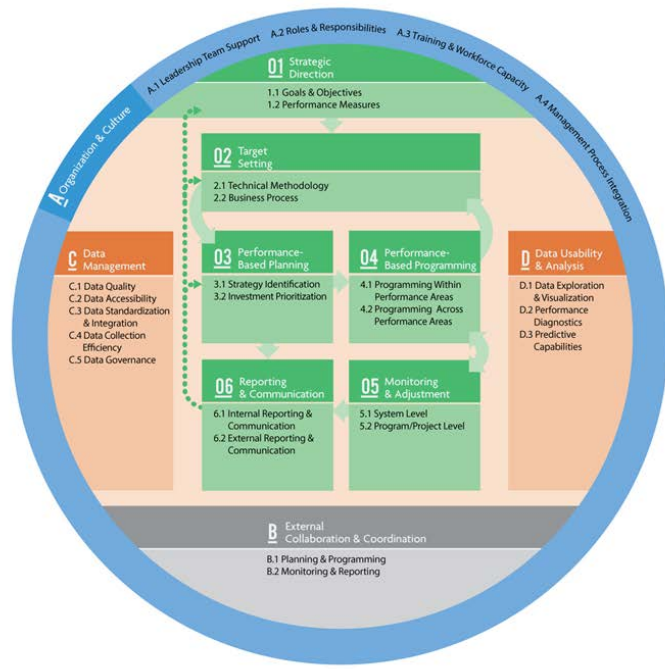 A Organization & Culture
A.1 Leadership Team Support
A.2 Roles & Responsibilities
A.3 Training & Workforce Capacity
A.4 Management Process Integration
01 Strategic
Direction
1.1 Goals & Objectives
1.2 Performance Measures
02 Target
Setting
2.1 Technical Methodology
2.2 Business Process
C Data
Management
C.1 Data Quality
C.2 Data Accessibility
C.3 Data Standardization
& Integration
C.4 Data Collection
Efficiency
C.5 Data Governance
03 Performance-
Based Planning
3.1 Strategy Identification
3.2 Investment Prioritization
04 Performance-
Based Programming
4.1 Programming Within
Performance Areas
4.2 Programming Across
Performance Areas
D Data Usability
& Analysis
D.1 Data Exploration
& Visualization
D.2 Performance
Diagnostics
D.3 Predictive
Capabilities
06 Reporting
& Communication
6.1 Internal Reporting &
Communication
6.2 External Reporting &
Communication
05 Monitoring
& Adjustment
5.1 System Level
5.2 Program/Project Level
B External
Collaboration & Coordination
B.1 Planning & Programming
B.2 Monitoring & Reporting